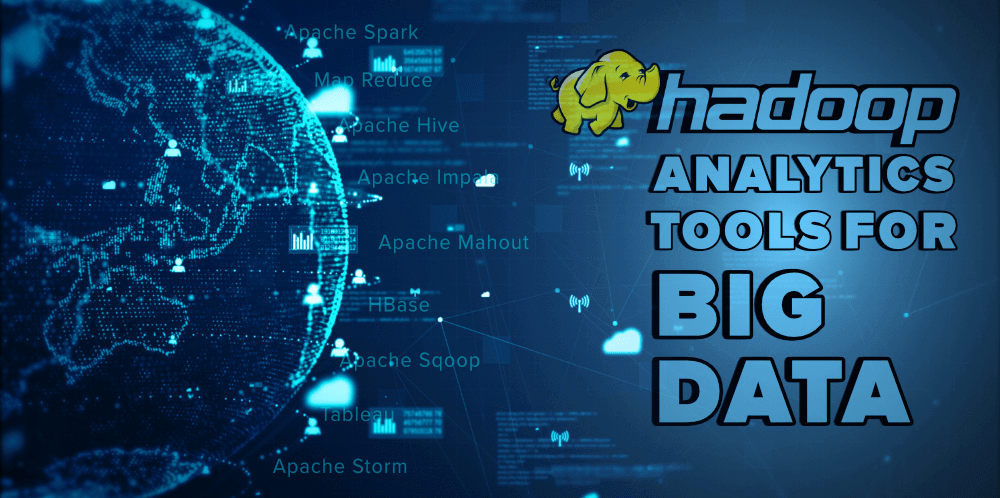 Apache Spark
Map Reduce
Apache Hive
Apache Impala
Apache Mahout
HBase
Apache Sqoop
Tableau
Apache Storm
hadoop
ANALYTICS
TOOLS FOR
BIG
DATA